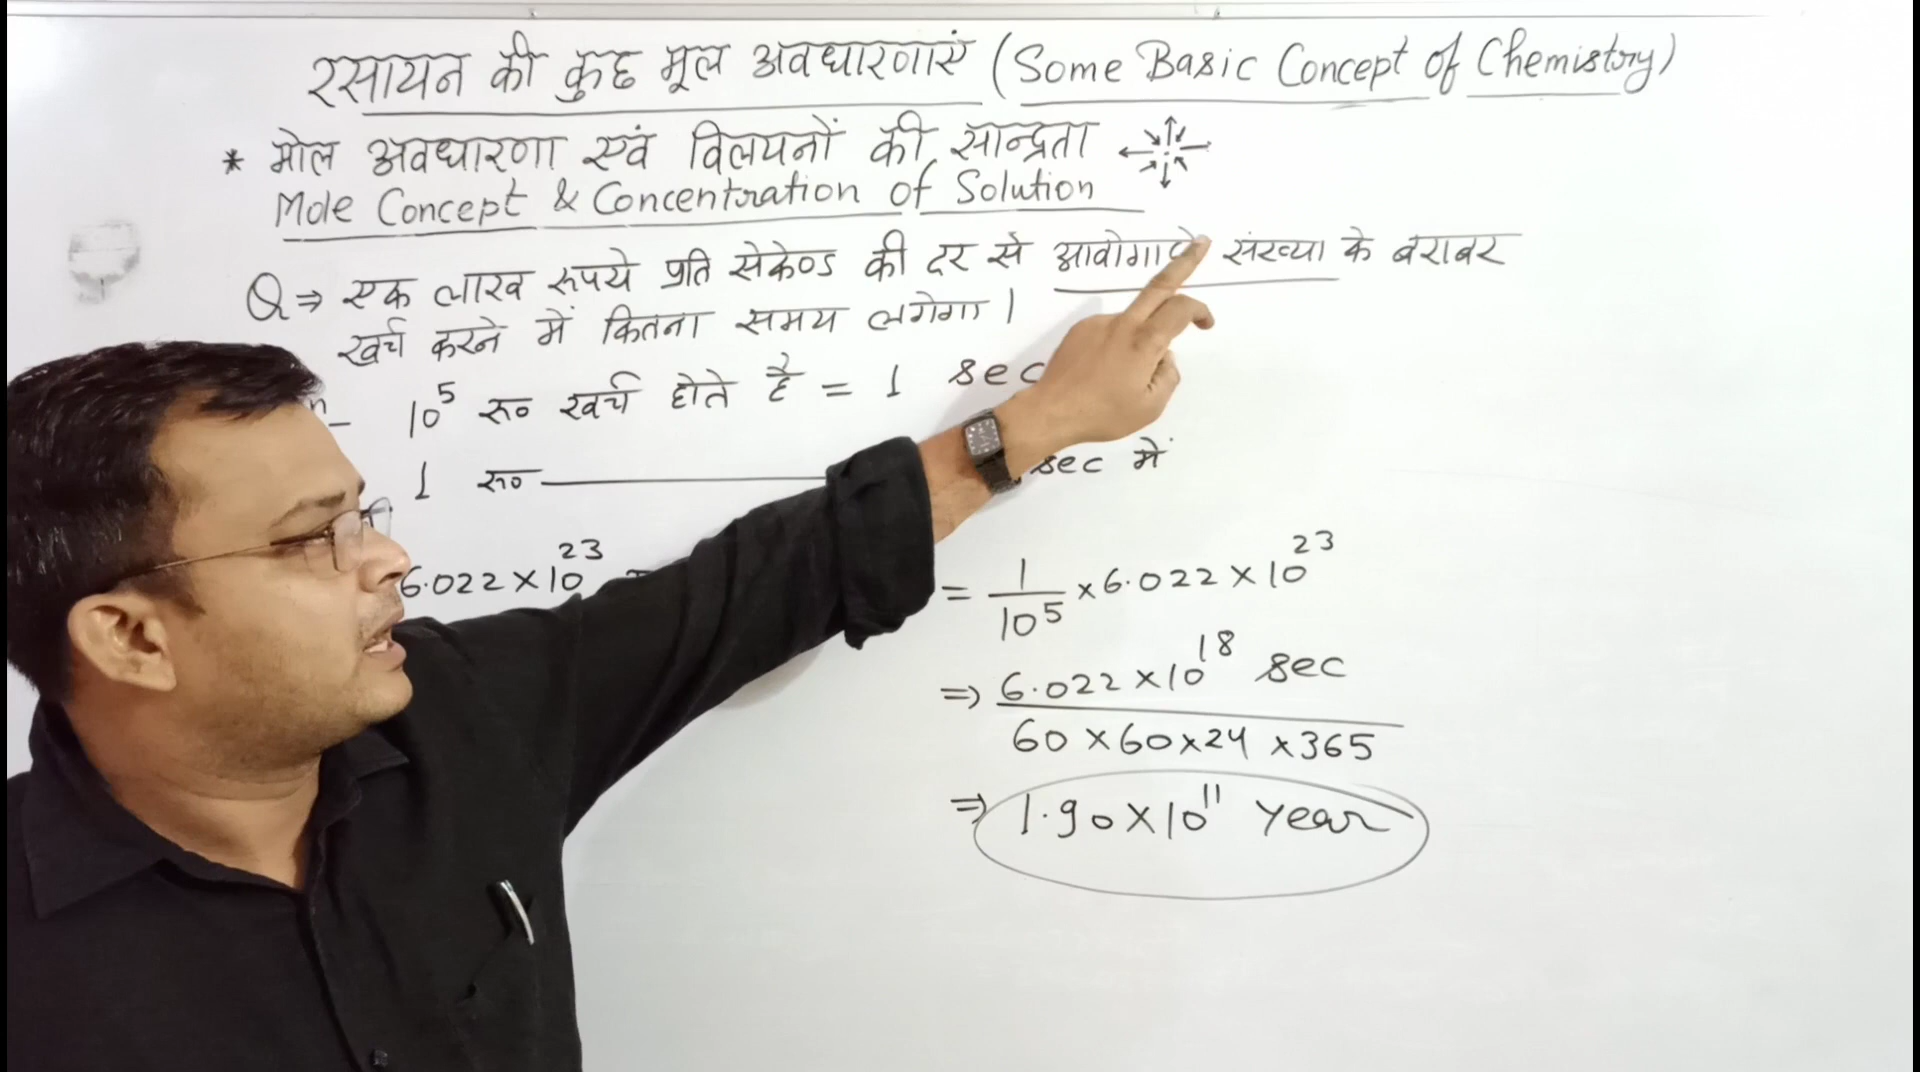 रसायन की कुछ मूल अवधारणाएं (Some Basic Concept of Chemistry)
* मोल अवधारणा एवं विलयनों की सान्द्रता
Mole Concept & Concentration of Solution
Q ⇒ एक लाख रूपये प्रति सेकेण्ड की दर से संख्या के बराबर
खर्च करने में कितना समय लगेगा।
10⁵ रू० खर्च होते है = 1 sec
1 रू० sec में
6.022 × 10²³
= 1/10⁵ × 6.022 × 10²³
⇒ 6.022 × 10¹⁸ sec
60 × 60 × 24 × 365
⇒ 1.90 × 10¹¹ Year